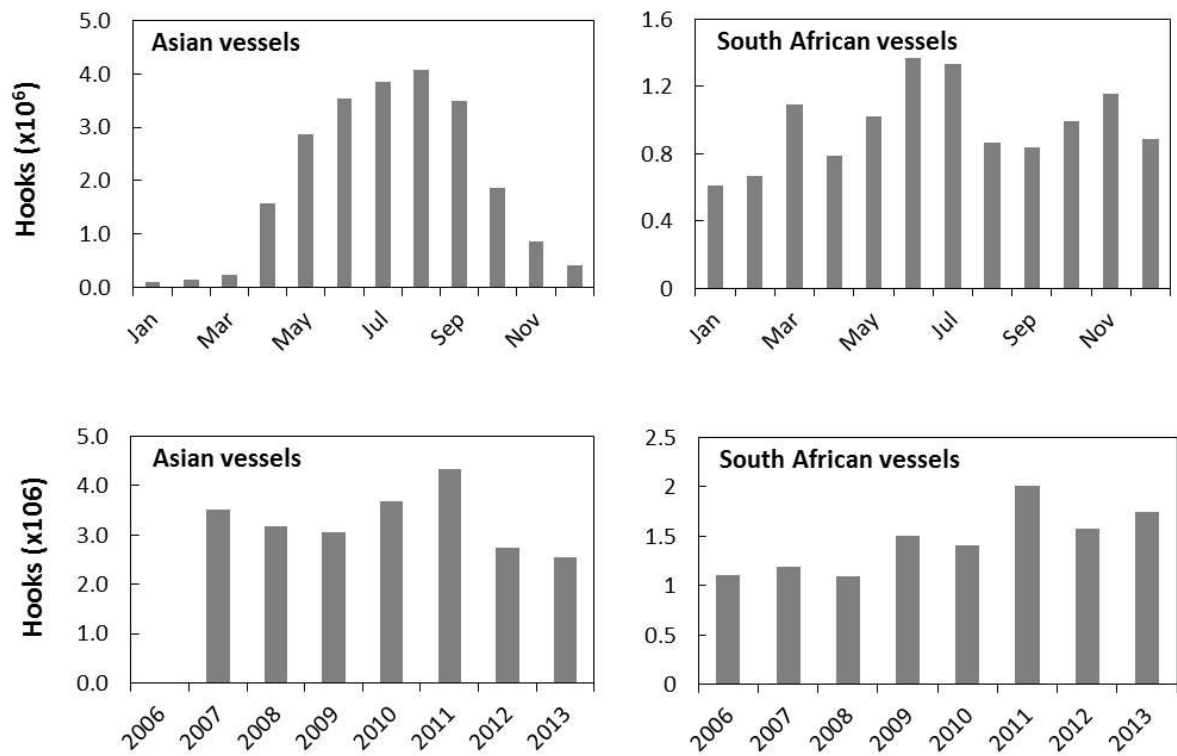 Asian vessels
Hooks (x10⁶)
5.0
4.0
3.0
2.0
1.0
0.0
Jan
Mar
May
Jul
Sep
Nov
South African vessels
1.6
1.2
0.8
0.4
0
Jan
Mar
May
Jul
Sep
Nov
Asian vessels
Hooks (x106)
5.0
4.0
3.0
2.0
1.0
0.0
2006
2007
2008
2009
2010
2011
2012
2013
South African vessels
2.5
2
1.5
1
0.5
0
2006
2007
2008
2009
2010
2011
2012
2013